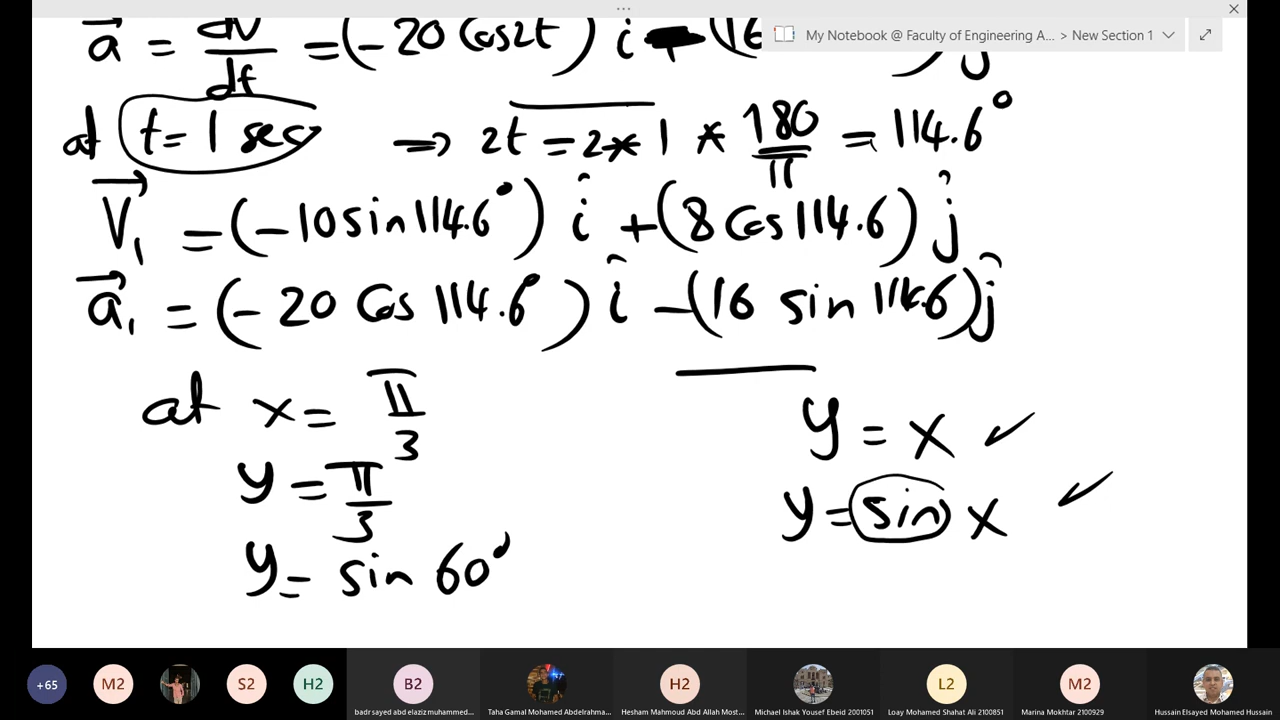 My Notebook @ Faculty of Engineering A... > New Section 1
a = dv/dt = (-20 Cos2t) i - (16 ) j
at t = 1 sec ⇒ 2t = 2*1 * 180/π = 114.6°
V₁ = (-10 sin 114.6°) i + (8 Cos 114.6) j
a₁ = (-20 Cos 114.6°) i - (16 sin 114.6) j
at x = π/3
y = x ✓
y = π/3
y = sin x ✓
y = sin 60°
+65 M2 S2 H2 B2 H2 L2 M2
badr sayed abd elaziz muhammed... Taha Gamal Mohamed Abdelrahma... Hesham Mahmoud Abd Allah Most... Michael Ishak Yousef Ebeid 2001051 Loay Mohamed Shahat Ali 2100851 Marina Mokhtar 2100929 Hussain Elsayed Mohamed Hussain